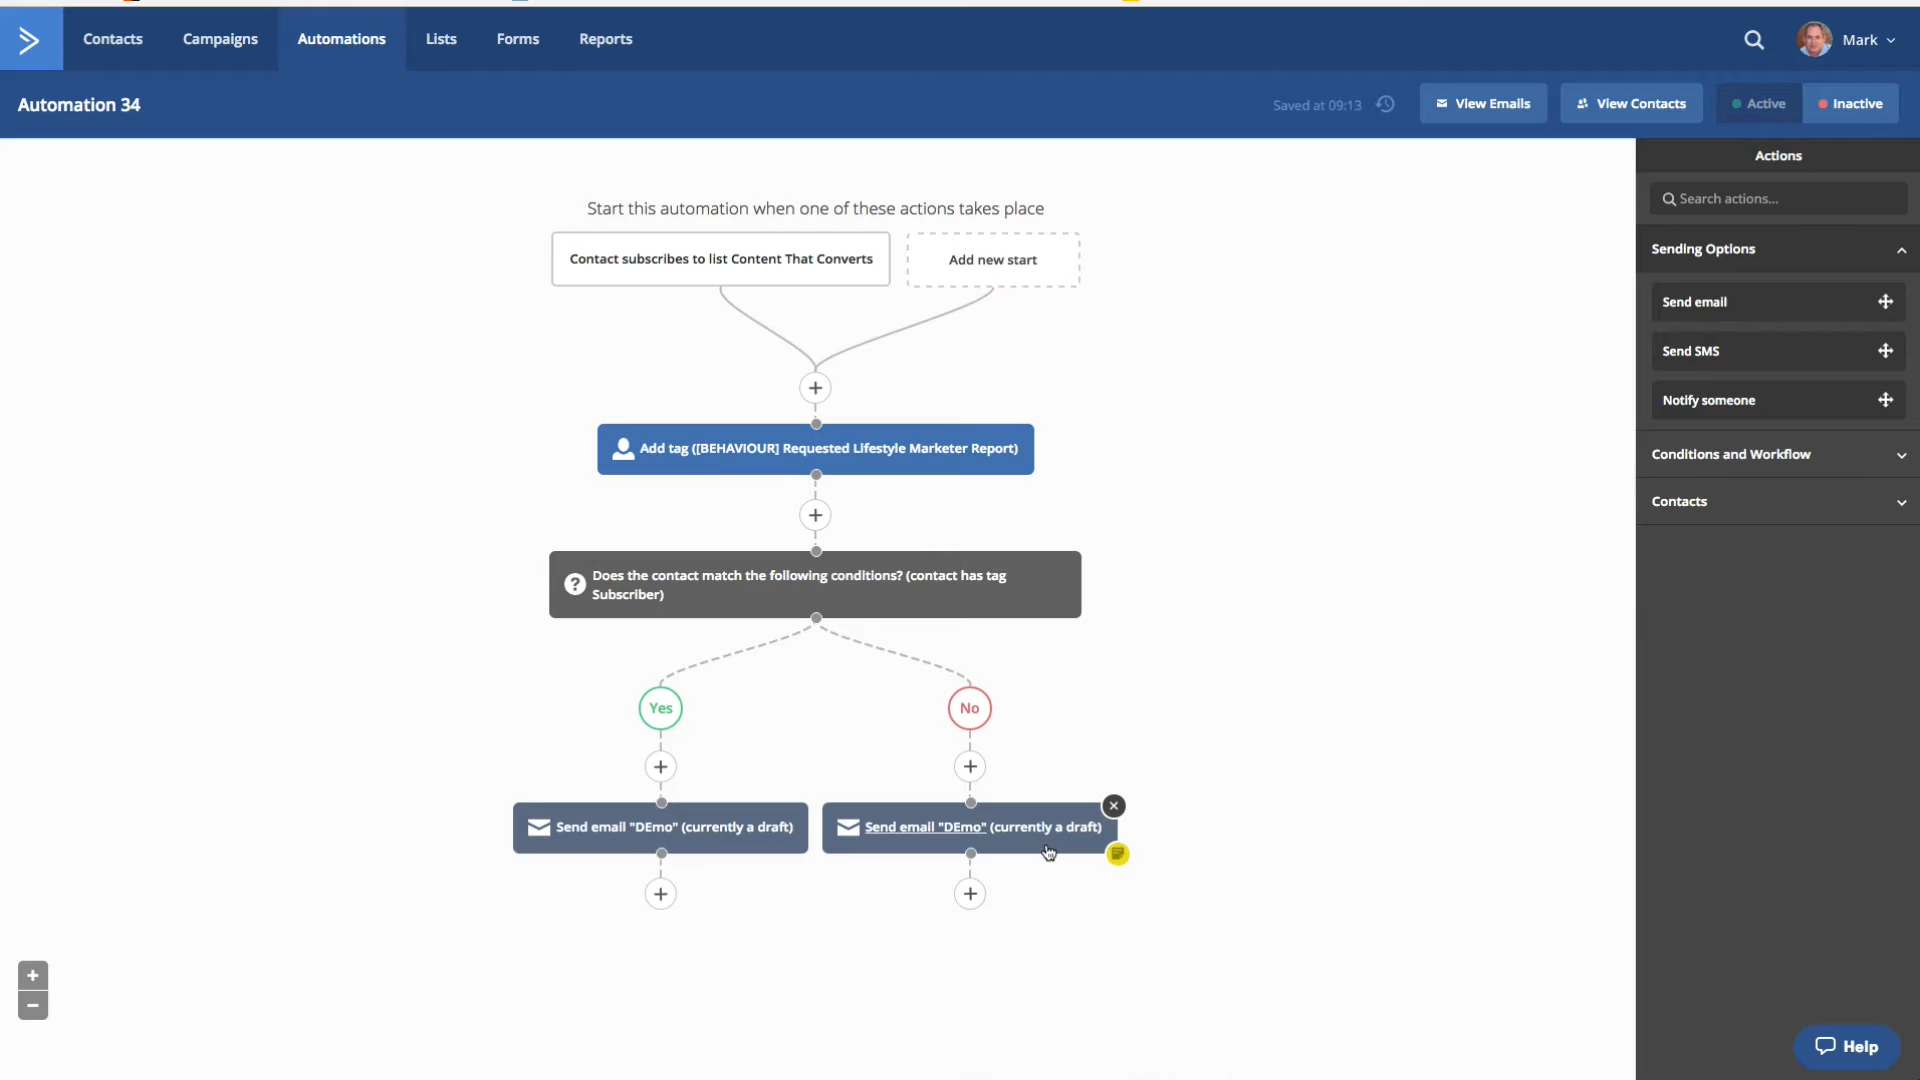 Contacts
Campaigns
Automations
Lists
Forms
Reports
Mark
Automation 34
Saved at 09:13
View Emails
View Contacts
Active
Inactive
Start this automation when one of these actions takes place
Contact subscribes to list Content That Converts
Add new start
Add tag ([BEHAVIOUR] Requested Lifestyle Marketer Report)
Does the contact match the following conditions? (contact has tag
Subscriber)
Yes
No
Send email "DEmo" (currently a draft)
Send email "DEmo" (currently a draft)
Actions
Search actions...
Sending Options
Send email
Send SMS
Notify someone
Conditions and Workflow
Contacts
Help